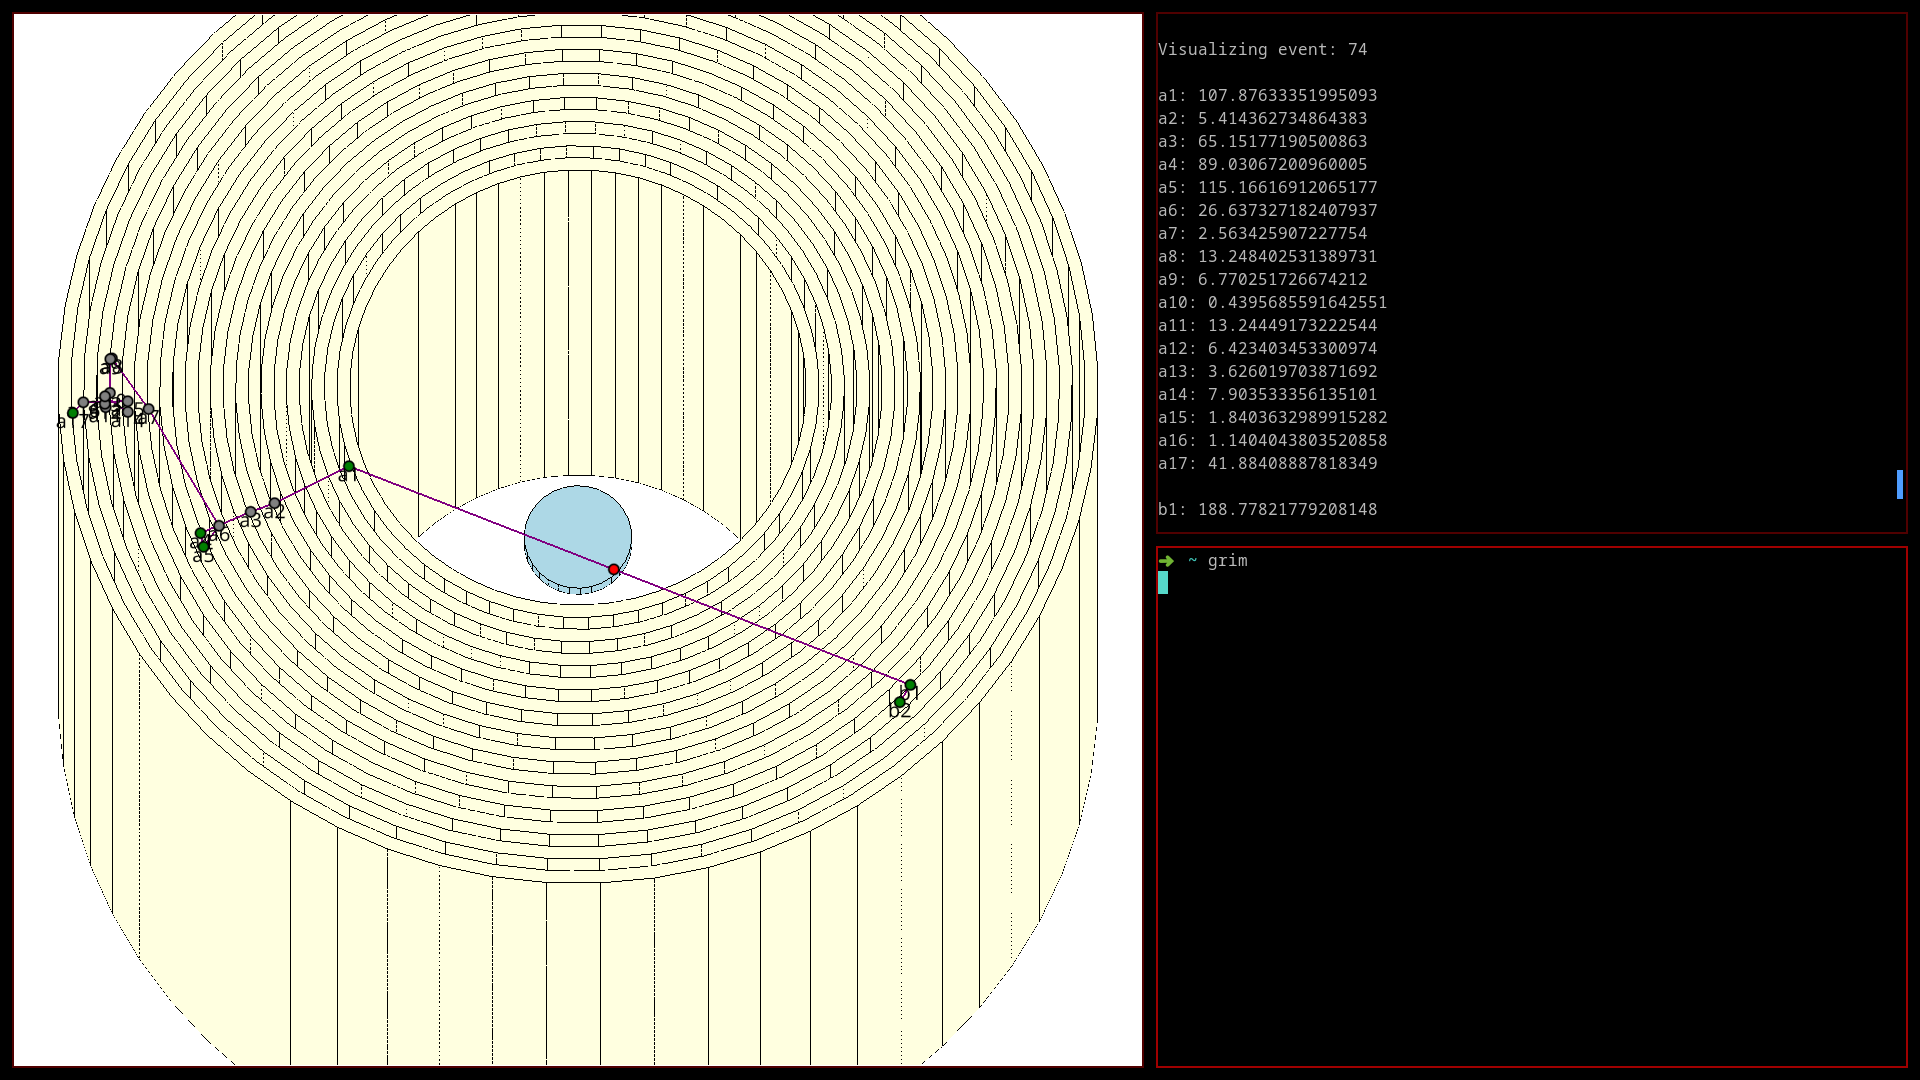 a8
a17
a7
a1
a2
a3
a6
a5
b1
b2
Visualizing event: 74
a1: 107.87633351995093
a2: 5.414362734864383
a3: 65.15177190500863
a4: 89.03067200960005
a5: 115.16616912065177
a6: 26.637327182407937
a7: 2.563425907227754
a8: 13.248402531389731
a9: 6.770251726674212
a10: 0.4395685591642551
a11: 13.24449173222544
a12: 6.423403453300974
a13: 3.626019703871692
a14: 7.903533356135101
a15: 1.8403632989915282
a16: 1.1404043803520858
a17: 41.88408887818349
b1: 188.77821779208148
➜ ~ grim